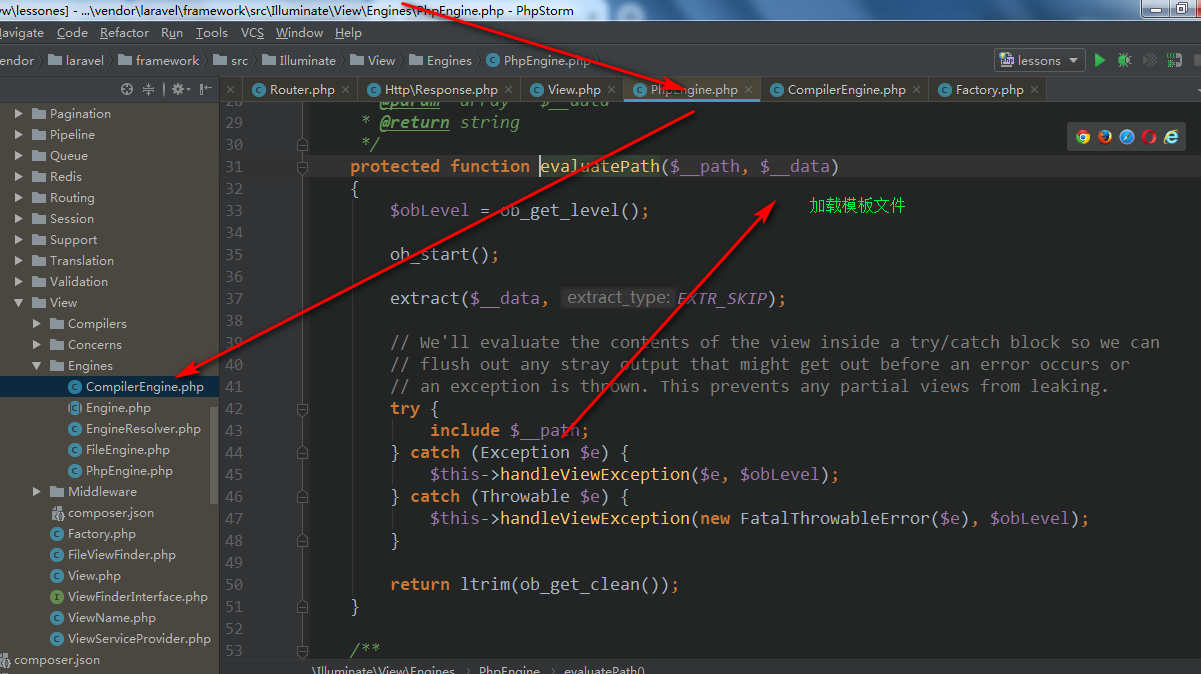 w\lessones] - ...\vendor\laravel\framework\src\Illuminate\View\Engines\PhpEngine.php - PhpStorm
avigate Code Refactor Run Tools VCS Window Help
endor laravel framework src Illuminate View Engines PhpEngine.php lessons
Router.php Http\Response.php View.php PhpEngine.php CompilerEngine.php Factory.php
Pagination
Pipeline
Queue
Redis
Routing
Session
Support
Translation
Validation
View
Compilers
Concerns
Engines
CompilerEngine.php
Engine.php
EngineResolver.php
FileEngine.php
PhpEngine.php
Middleware
composer.json
Factory.php
FileViewFinder.php
View.php
ViewFinderInterface.php
ViewName.php
ViewServiceProvider.php
composer.json
28 * @param array $__data
29 * @return string
30 */
31 protected function evaluatePath($__path, $__data)
32 {
33 $obLevel = ob_get_level();
加载模板文件
34
35 ob_start();
36
37 extract($__data, extract_type: EXTR_SKIP);
38
39 // We'll evaluate the contents of the view inside a try/catch block so we can
40 // flush out any stray output that might get out before an error occurs or
41 // an exception is thrown. This prevents any partial views from leaking.
42 try {
43 include $__path;
44 } catch (Exception $e) {
45 $this->handleViewException($e, $obLevel);
46 } catch (Throwable $e) {
47 $this->handleViewException(new FatalThrowableError($e), $obLevel);
48 }
49
50 return ltrim(ob_get_clean());
51 }
52
53 /**
\Illuminate\View\Engines › PhpEngine › evaluatePath()